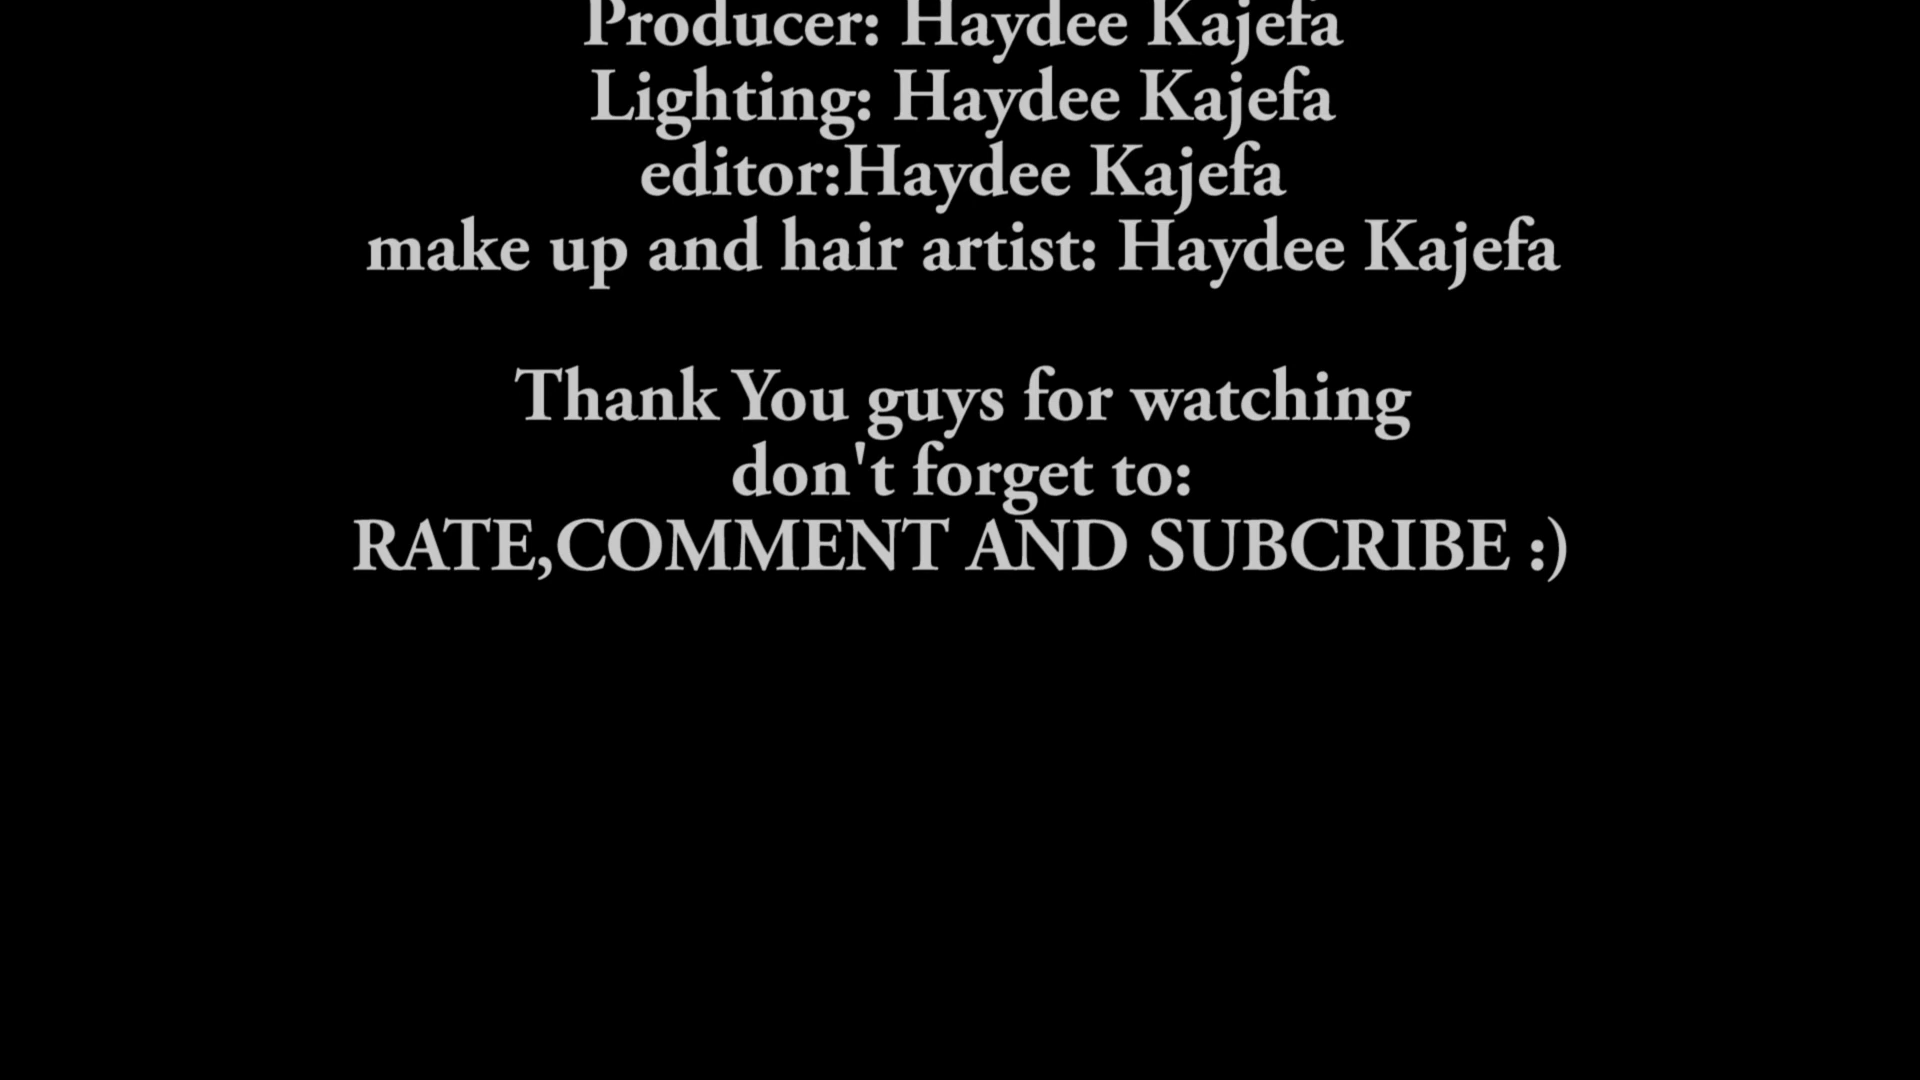 Producer: Haydee Kajefa
Lighting: Haydee Kajefa
editor:Haydee Kajefa
make up and hair artist: Haydee Kajefa
Thank You guys for watching
don't forget to:
RATE,COMMENT AND SUBCRIBE :)